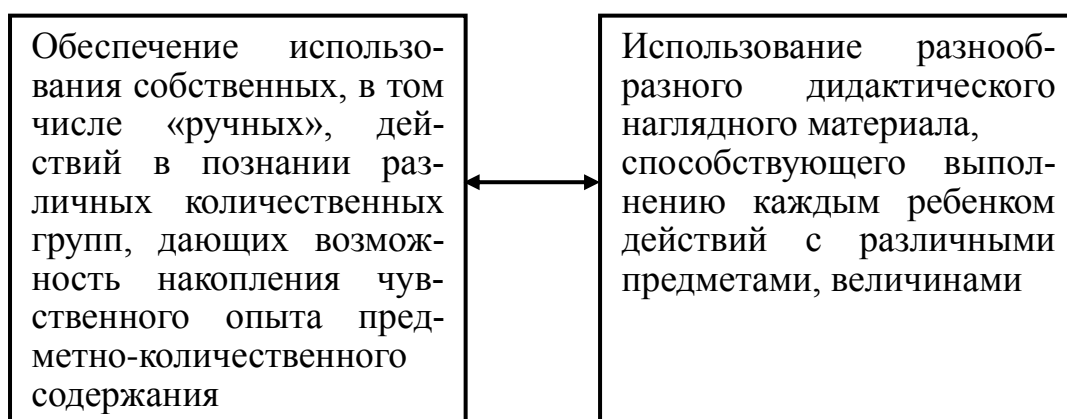 Обеспечение использо-
вания собственных, в том
числе «ручных», дей-
ствий в познании раз-
личных количественных
групп, дающих возмож-
ность накопления чув-
ственного опыта пред-
метно-количественного
содержания
Использование разнооб-
разного дидактического
наглядного материала,
способствующего выпол-
нению каждым ребенком
действий с различными
предметами, величинами